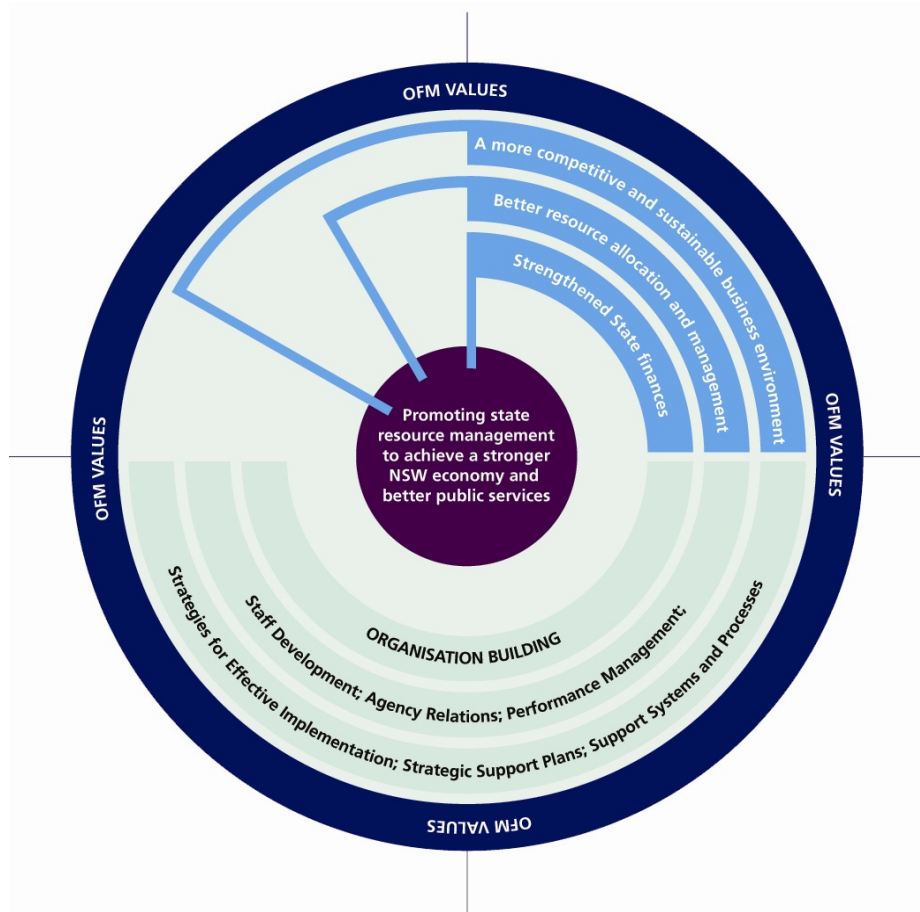 OFM VALUES
A more competitive and sustainable business environment
Better resource allocation and management
Strengthened State finances
OFM VALUES
OFM VALUES
Promoting state
resource management
to achieve a stronger
NSW economy and
better public services
ORGANISATION BUILDING
Staff Development; Agency Relations; Performance Management;
Strategies for Effective Implementation; Strategic Support Plans; Support Systems and Processes
OFM VALUES